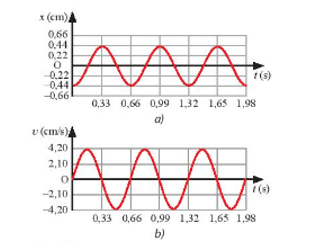 x (cm)
0,66
0,44
0,22
O
–0,22
–0,44
–0,66
0,33 0,66 0,99 1,32 1,65 1,98
t (s)
a)
υ (cm/s)
4,20
2,10
O
–2,10
–4,20
0,33 0,66 0,99 1,32 1,65 1,98
t (s)
b)